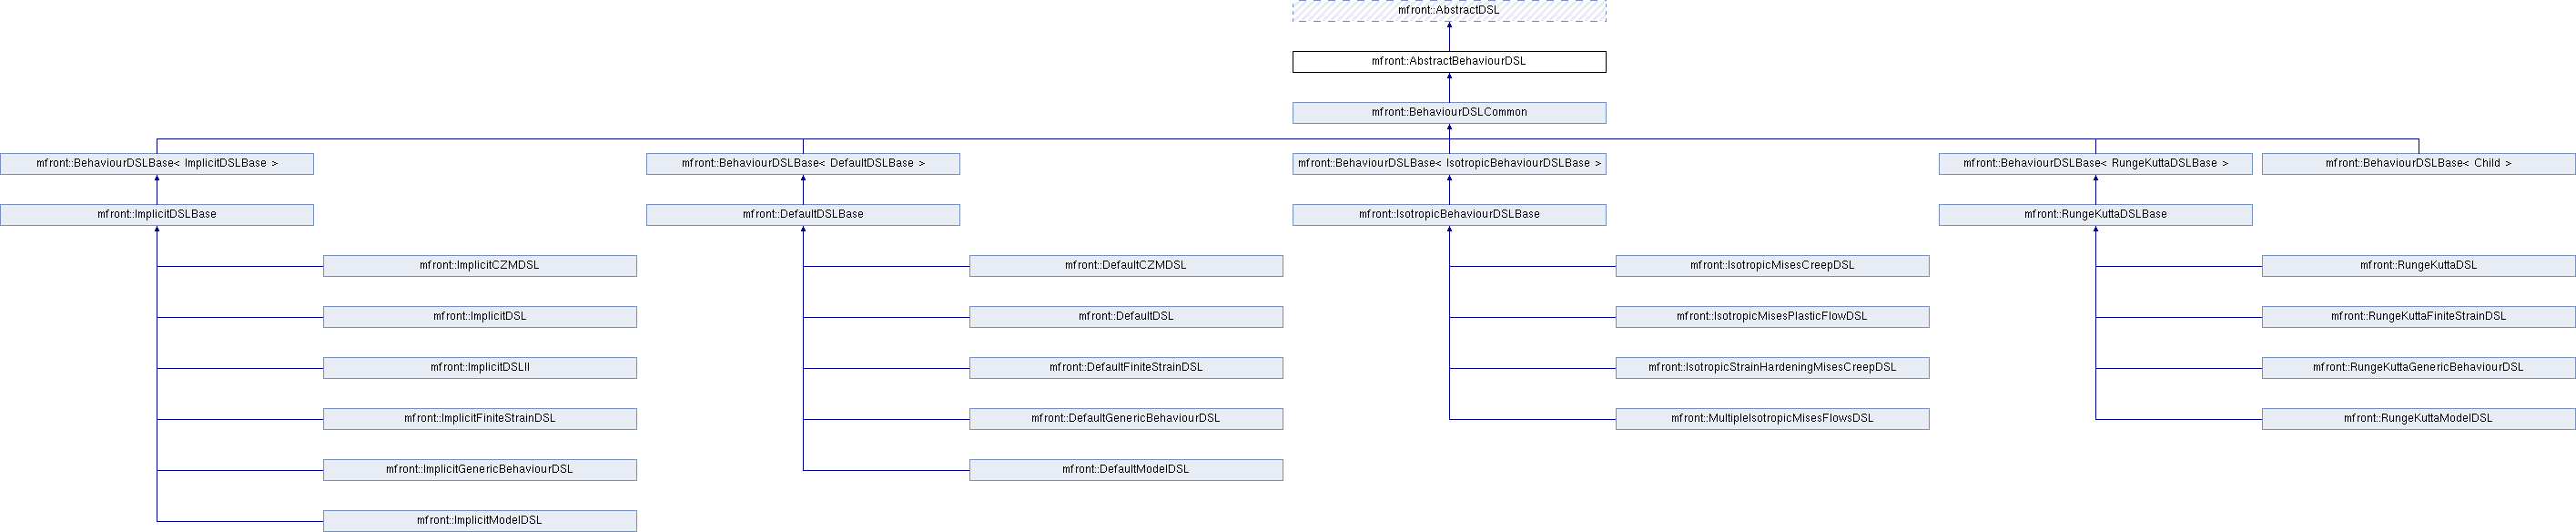 mfront::AbstractDSL
mfront::AbstractBehaviourDSL
mfront::BehaviourDSLCommon
mfront::BehaviourDSLBase< ImplicitDSLBase >
mfront::BehaviourDSLBase< DefaultDSLBase >
mfront::BehaviourDSLBase< IsotropicBehaviourDSLBase >
mfront::BehaviourDSLBase< RungeKuttaDSLBase >
mfront::BehaviourDSLBase< Child >
mfront::ImplicitDSLBase
mfront::DefaultDSLBase
mfront::IsotropicBehaviourDSLBase
mfront::RungeKuttaDSLBase
mfront::ImplicitCZMDSL
mfront::DefaultCZMDSL
mfront::IsotropicMisesCreepDSL
mfront::RungeKuttaDSL
mfront::ImplicitDSL
mfront::DefaultDSL
mfront::IsotropicMisesPlasticFlowDSL
mfront::RungeKuttaFiniteStrainDSL
mfront::ImplicitDSLII
mfront::DefaultFiniteStrainDSL
mfront::IsotropicStrainHardeningMisesCreepDSL
mfront::RungeKuttaGenericBehaviourDSL
mfront::ImplicitFiniteStrainDSL
mfront::DefaultGenericBehaviourDSL
mfront::MultipleIsotropicMisesFlowsDSL
mfront::RungeKuttaModelDSL
mfront::ImplicitGenericBehaviourDSL
mfront::DefaultModelDSL
mfront::ImplicitModelDSL